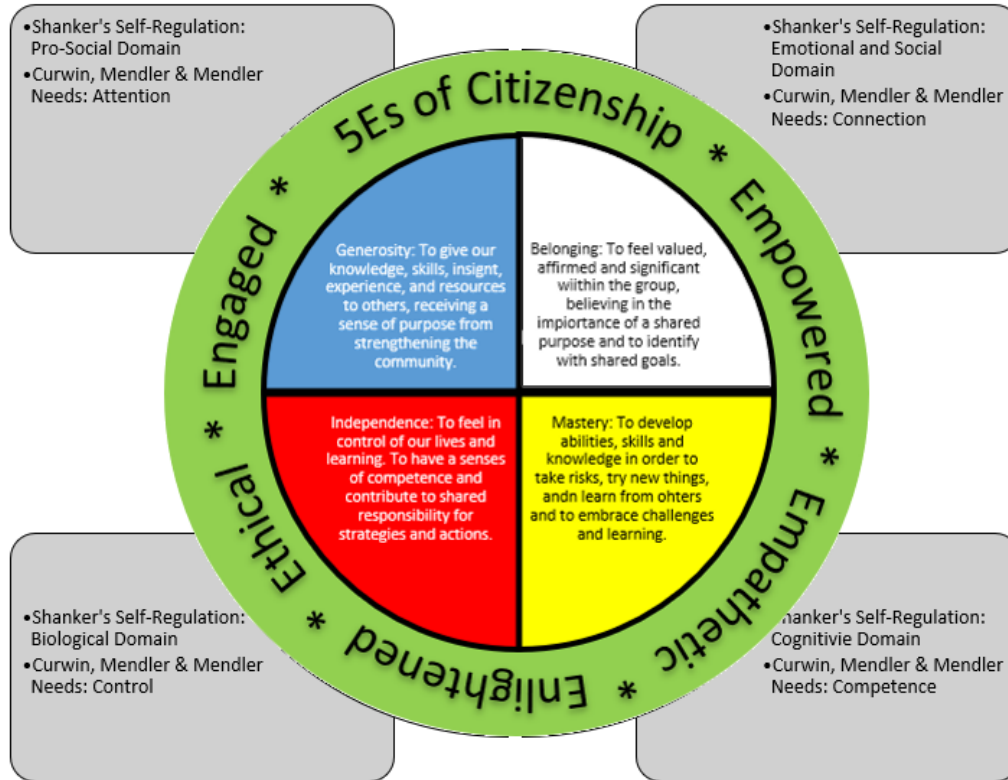 •Shanker's Self-Regulation:
Pro-Social Domain
•Curwin, Mendler & Mendler
Needs: Attention
•Shanker's Self-Regulation:
Emotional and Social
Domain
•Curwin, Mendler & Mendler
Needs: Connection
5Es of Citizenship * Empowered * Empathetic * Enlightened * Ethical * Engaged *
Generosity: To give our
knowledge, skills, insignt,
experience, and resources
to others, receiving a
sense of purpose from
strengthening the
community.
Belonging: To feel valued,
affirmed and significant
wiithin the group,
believing in the
impiortance of a shared
purpose and to identify
with shared goals.
Independence: To feel in
control of our lives and
learning. To have a senses
of competence and
contribute to shared
responsibility for
strategies and actions.
Mastery: To develop
abilities, skills and
knowledge in order to
take risks, try new things,
andn learn from ohters
and to embrace challenges
and learning.
•Shanker's Self-Regulation:
Biological Domain
•Curwin, Mendler & Mendler
Needs: Control
hanker's Self-Regulation:
Cognitivie Domain
•Curwin, Mendler & Mendler
Needs: Competence